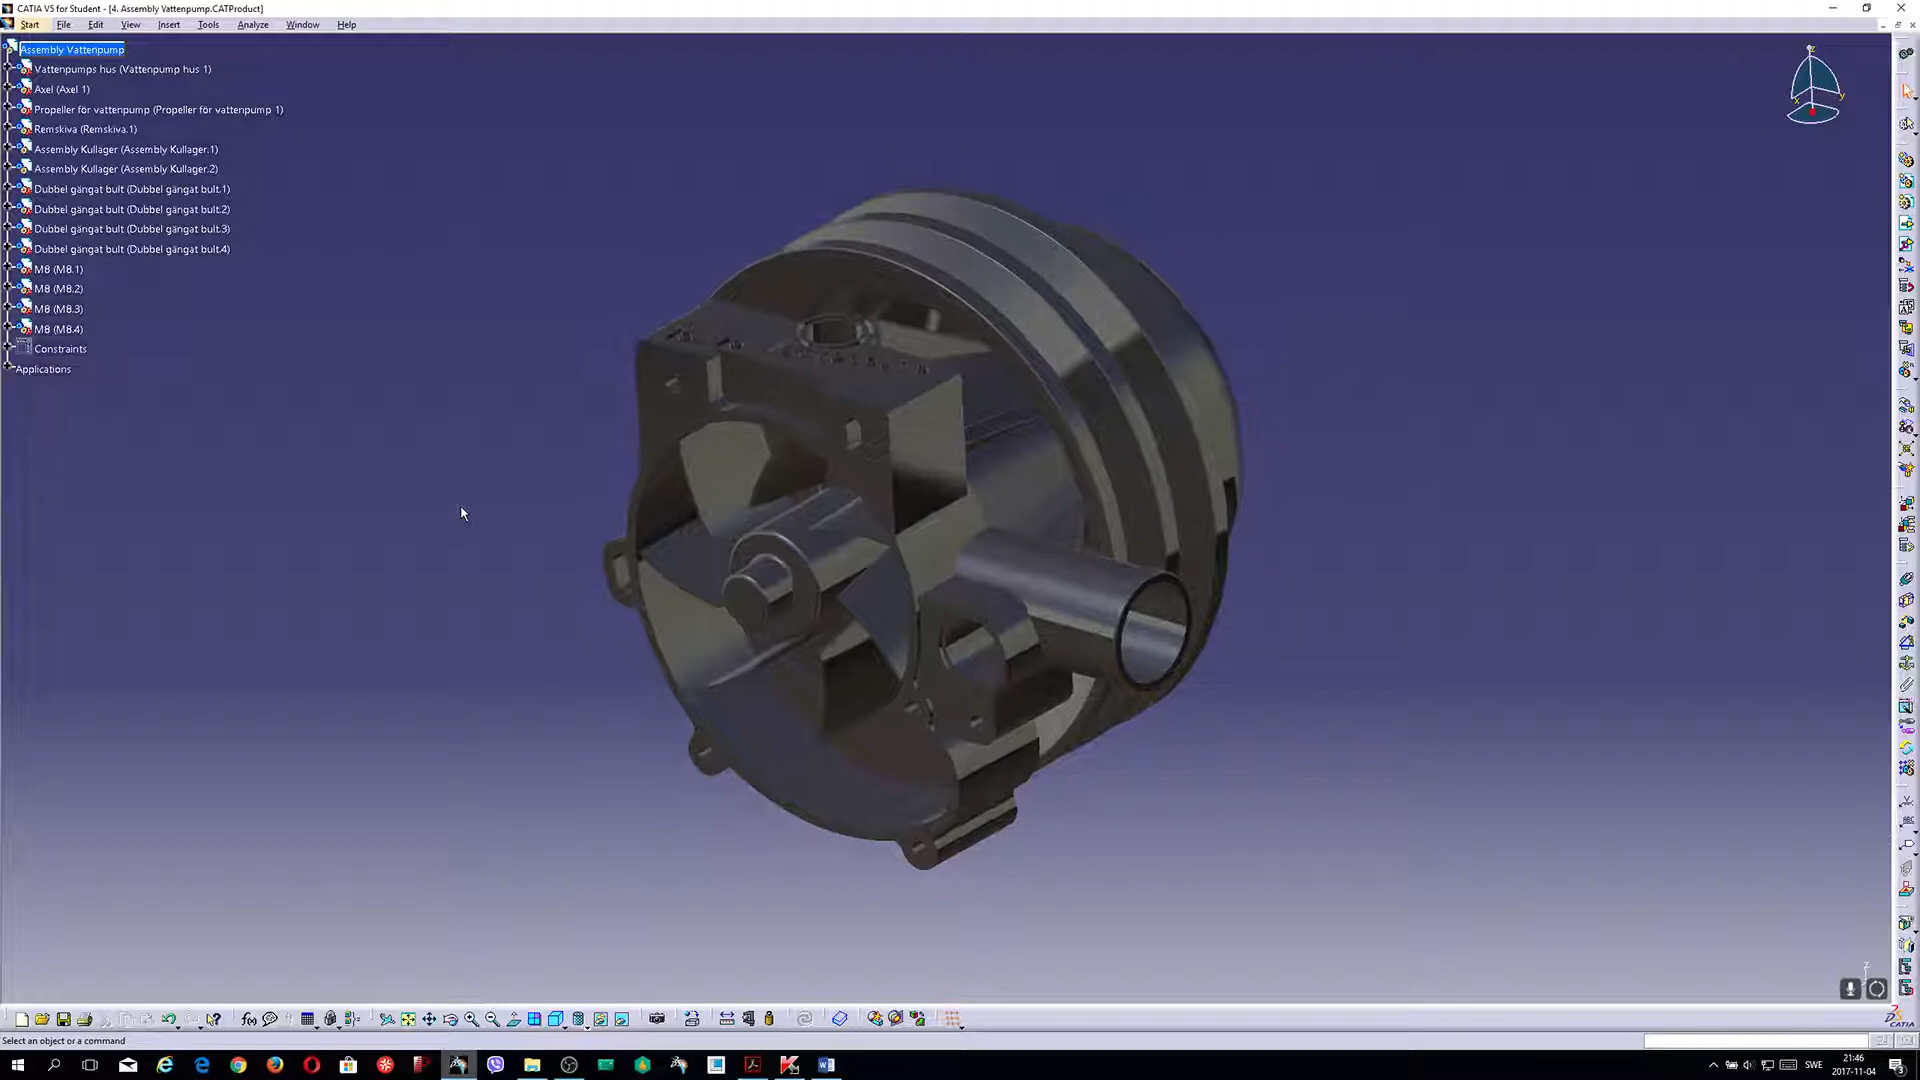 CATIA V5 for Student - [4. Assembly Vattenpump.CATProduct]
Start File Edit View Insert Tools Analyze Window Help
Assembly Vattenpump
Vattenpumps hus (Vattenpump hus 1)
Axel (Axel 1)
Propeller för vattenpump (Propeller för vattenpump 1)
Remskiva (Remskiva.1)
Assembly Kullager (Assembly Kullager.1)
Assembly Kullager (Assembly Kullager.2)
Dubbel gängat bult (Dubbel gängat bult.1)
Dubbel gängat bult (Dubbel gängat bult.2)
Dubbel gängat bult (Dubbel gängat bult.3)
Dubbel gängat bult (Dubbel gängat bult.4)
M8 (M8.1)
M8 (M8.2)
M8 (M8.3)
M8 (M8.4)
Constraints
Applications
z
x y
z
CATIA
Select an object or a command
SWE
21:46
2017-11-04